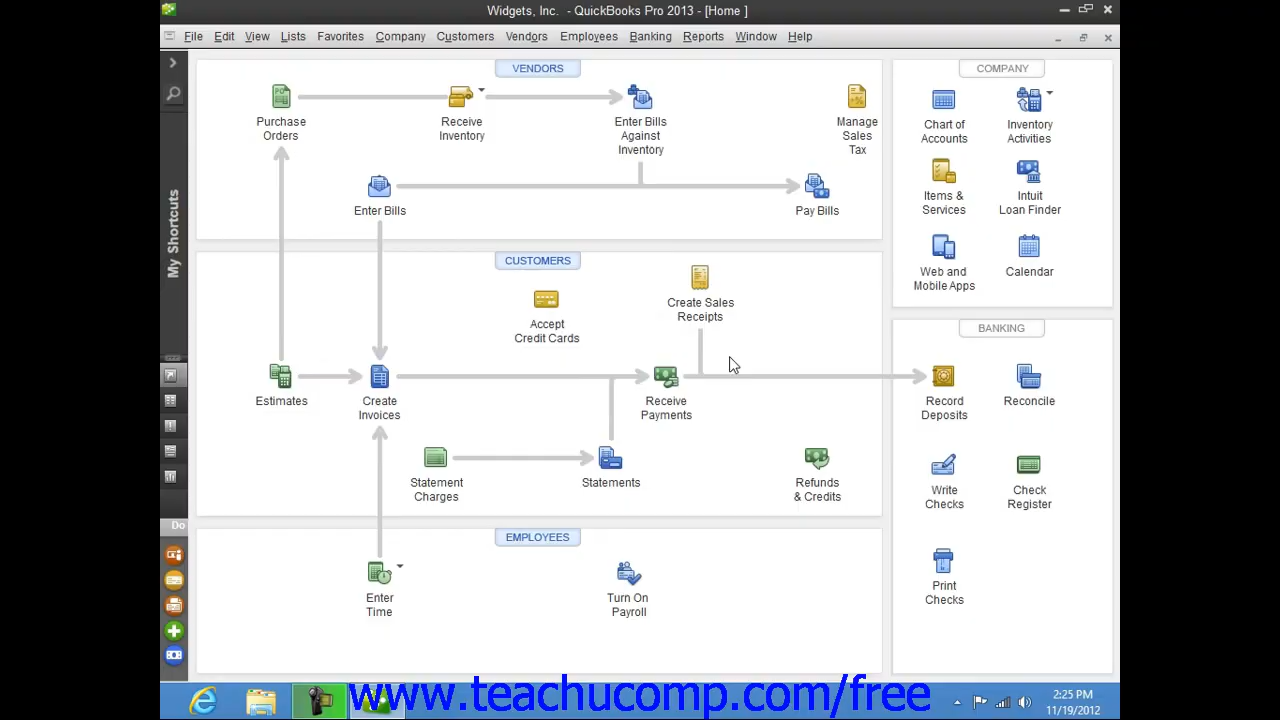 Widgets, Inc.  - QuickBooks Pro 2013 - [Home ]
File Edit View Lists Favorites Company Customers Vendors Employees Banking Reports Window Help
My Shortcuts
Do
VENDORS
Purchase
Orders
Receive
Inventory
Enter Bills
Against
Inventory
Manage
Sales
Tax
Enter Bills
Pay Bills
CUSTOMERS
Create Sales
Receipts
Accept
Credit Cards
Estimates
Create
Invoices
Receive
Payments
Statement
Charges
Statements
Refunds
& Credits
EMPLOYEES
Enter
Time
Turn On
Payroll
COMPANY
Chart of
Accounts
Inventory
Activities
Items &
Services
Intuit
Loan Finder
Web and
Mobile Apps
Calendar
BANKING
Record
Deposits
Reconcile
Write
Checks
Check
Register
Print
Checks
www.teachucomp.com/free
2:25 PM
11/19/2012